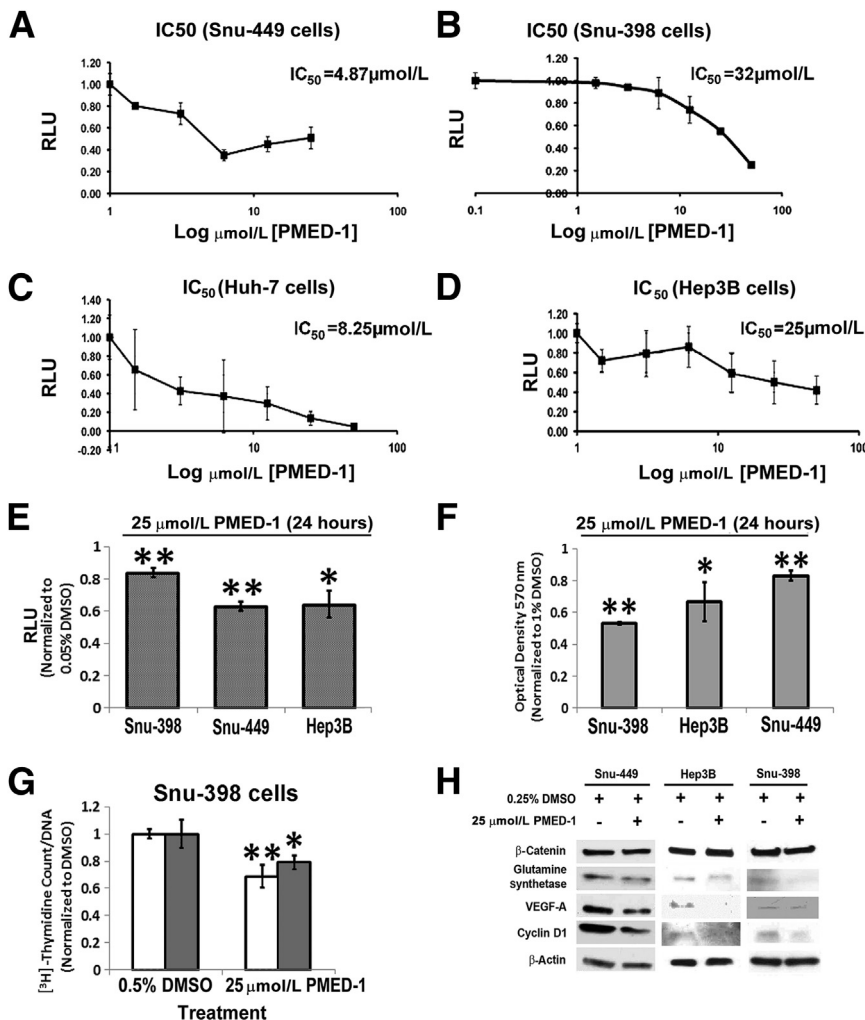 A
IC50 (Snu-449 cells)
IC50 =4.87µmol/L
RLU
1.20
1.00
0.80
0.60
0.40
0.20
0.00
1
10
100
Log µmol/L [PMED-1]
B
IC50 (Snu-398 cells)
IC50 =32µmol/L
RLU
1.20
1.00
0.80
0.60
0.40
0.20
0.00
0.1
1
10
100
Log µmol/L [PMED-1]
C
IC50 (Huh-7 cells)
IC50 =8.25µmol/L
RLU
1.40
1.20
1.00
0.80
0.60
0.40
0.20
0.00
-0.20
1
10
100
Log µmol/L [PMED-1]
D
IC50 (Hep3B cells)
IC50 =25µmol/L
RLU
1.20
1.00
0.80
0.60
0.40
0.20
0.00
1
10
100
Log µmol/L [PMED-1]
E
25 µmol/L PMED-1 (24 hours)
RLU
(Normalized to
0.05% DMSO)
1
0.8
0.6
0.4
0.2
0
**
**
*
Snu-398 Snu-449 Hep3B
F
25 µmol/L PMED-1 (24 hours)
Optical Density 570 nm
(Normalized to 1% DMSO)
1
0.8
0.6
0.4
0.2
0
**
*
**
Snu-398 Hep3B Snu-449
G
Snu-398 cells
[³H]-Thymidine Count/DNA
(Normalized to DMSO)
1.2
1
0.8
0.6
0.4
0.2
0
** *
0.5% DMSO 25 µmol/L PMED-1
Treatment
H
Snu-449 Hep3B Snu-398
0.25% DMSO + + + + + +
25 µmol/L PMED-1 - + - + - +
β-Catenin
Glutamine
synthetase
VEGF-A
Cyclin D1
β-Actin